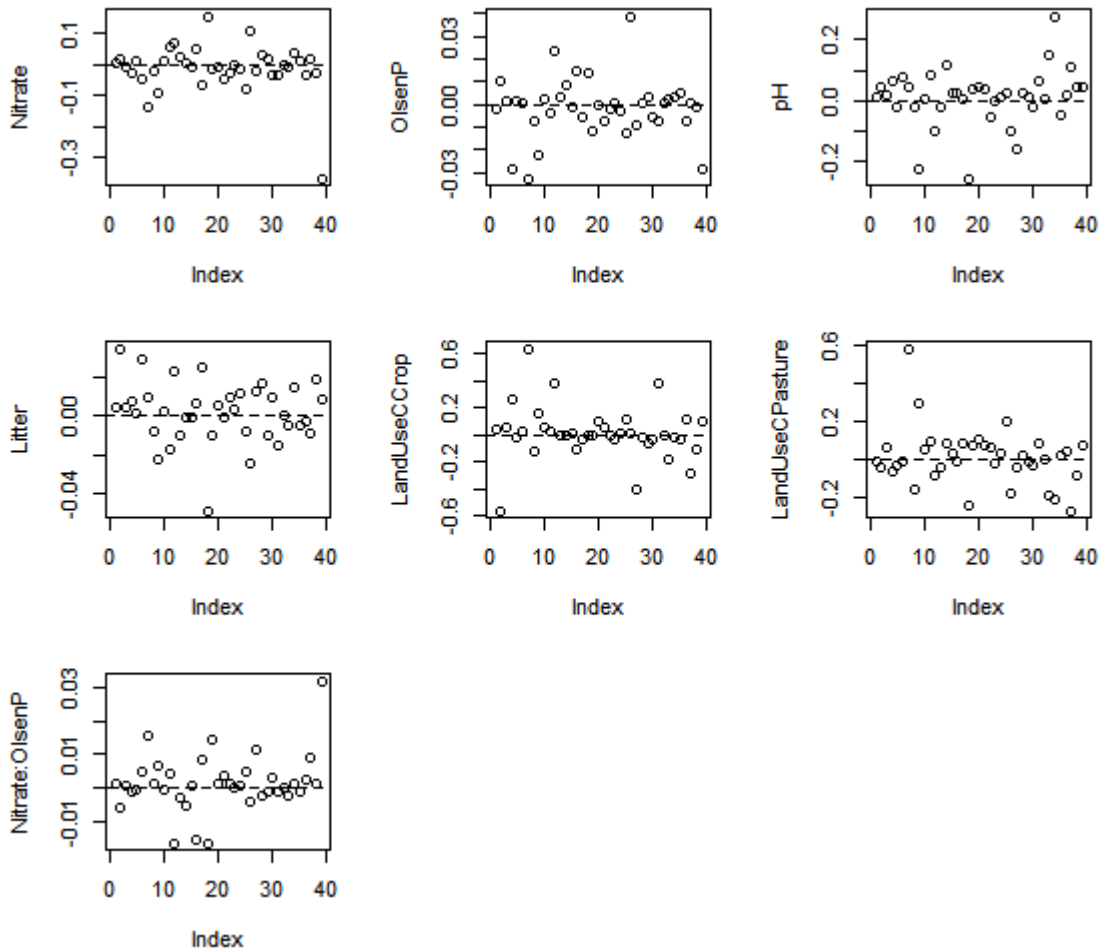 Nitrate
0.1
-0.1
-0.3
0 10 20 30 40
Index
OlsenP
0.03
0.00
-0.03
0 10 20 30 40
Index
pH
0.2
0.0
-0.2
0 10 20 30 40
Index
Litter
0.00
-0.04
0 10 20 30 40
Index
LandUseCCrop
0.6
0.2
-0.2
-0.6
0 10 20 30 40
Index
LandUseCPasture
0.6
0.2
-0.2
0 10 20 30 40
Index
Nitrate:OlsenP
0.03
0.01
-0.01
0 10 20 30 40
Index